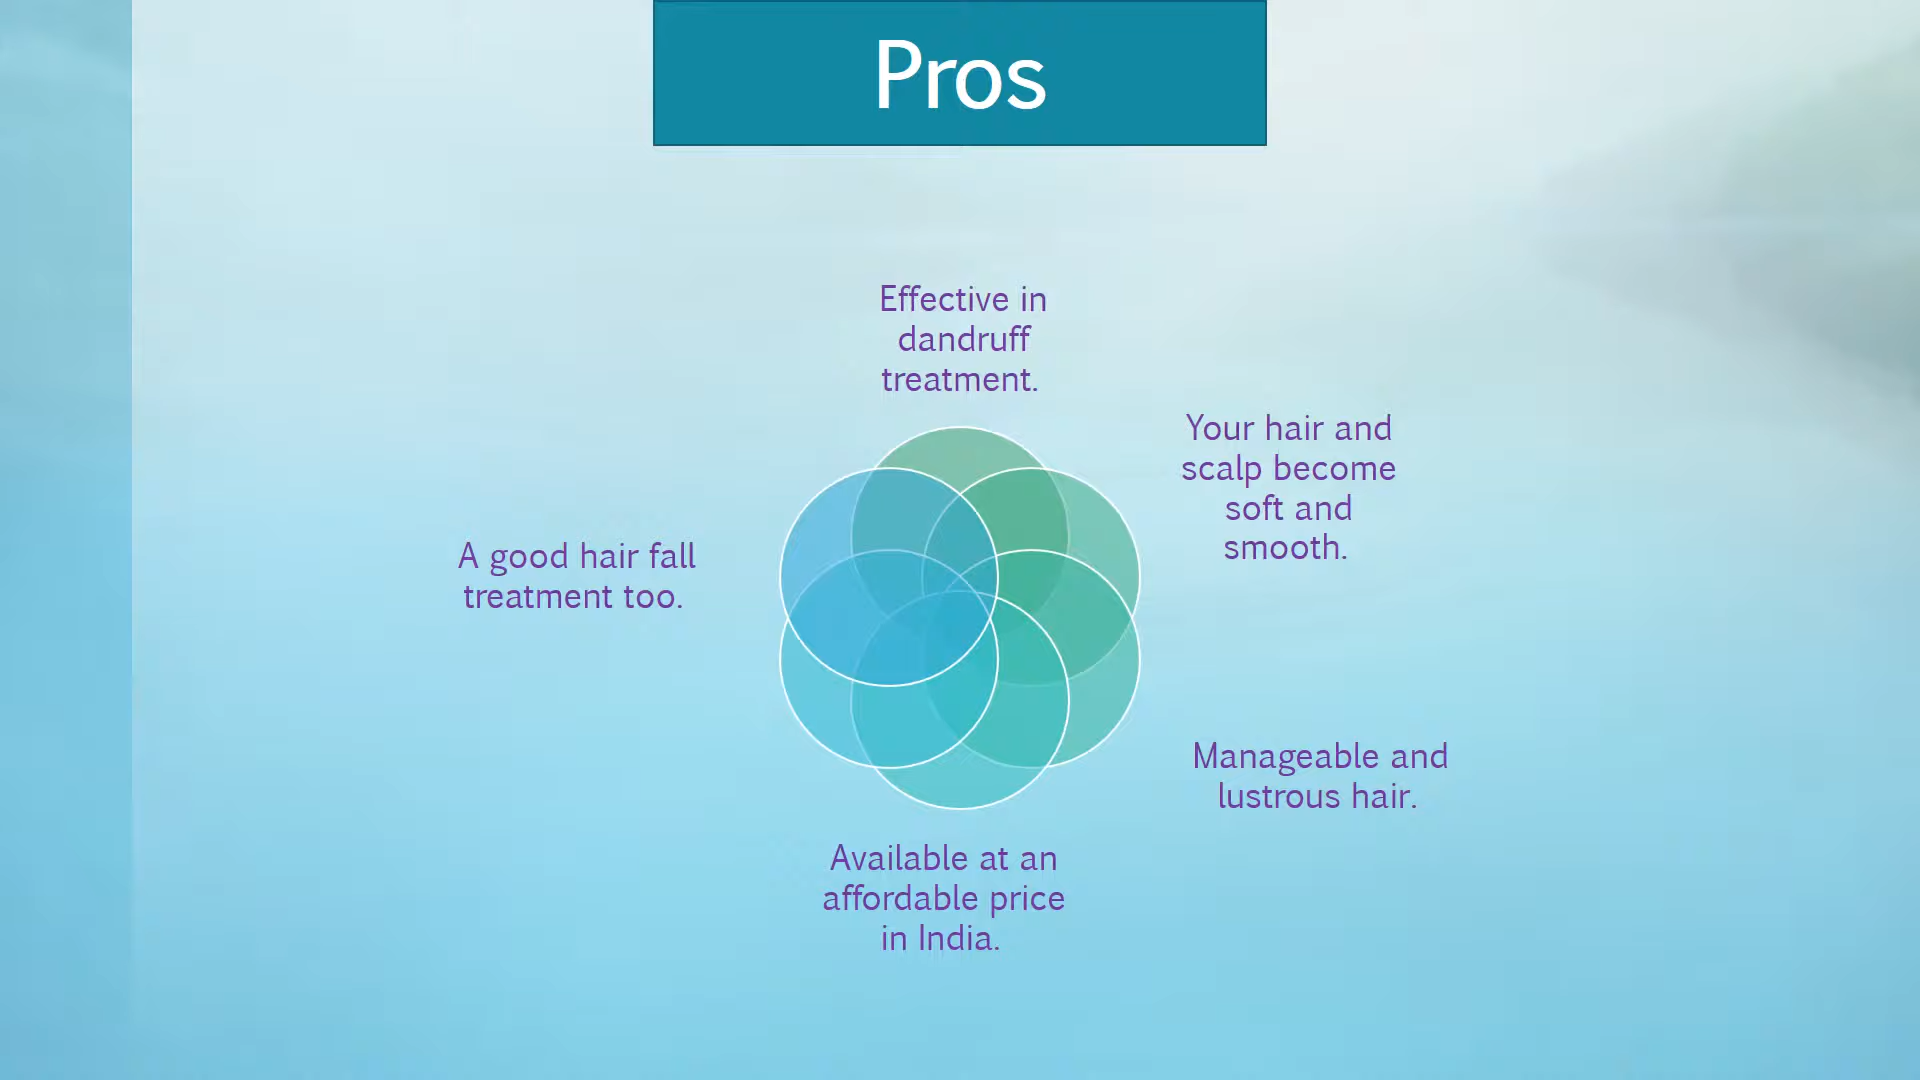 Pros
Effective in
dandruff
treatment.
Your hair and
scalp become
soft and
smooth.
A good hair fall
treatment too.
Manageable and
lustrous hair.
Available at an
affordable price
in India.